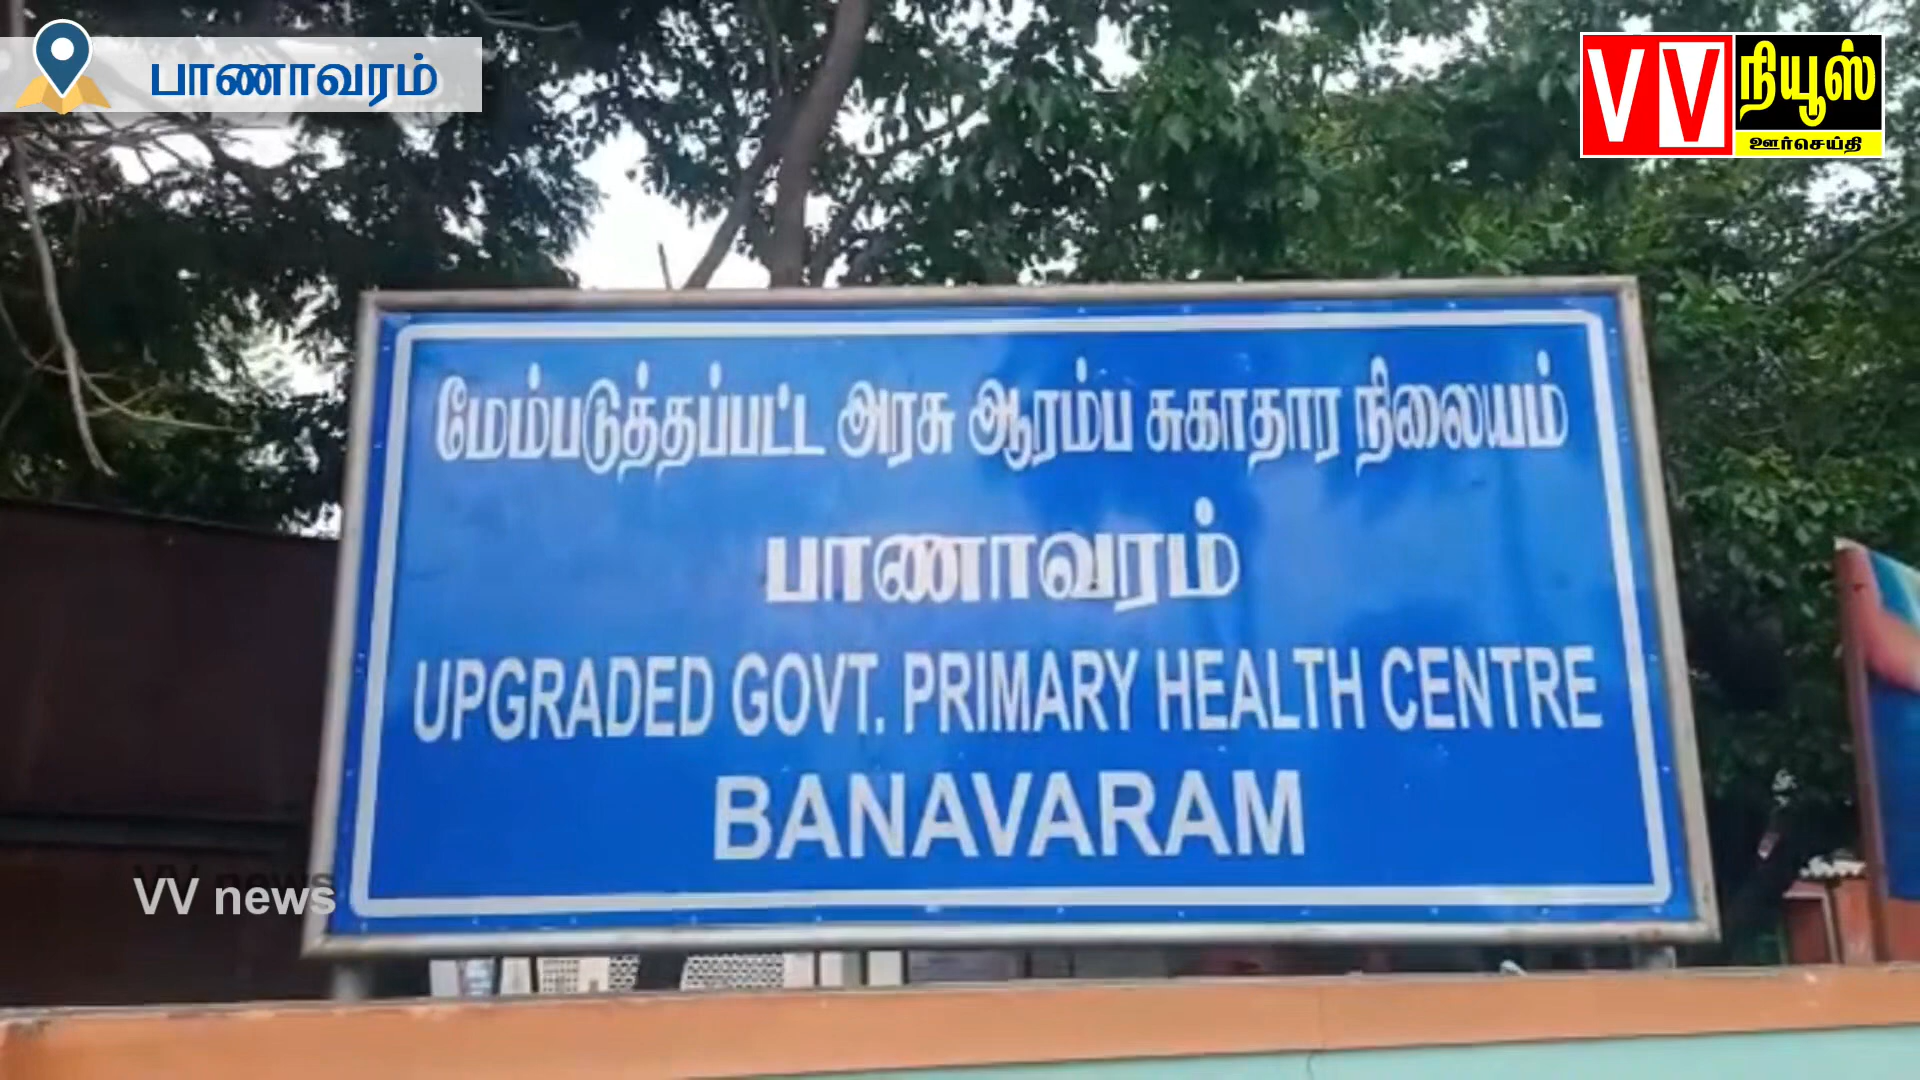 பாணாவரம்
VV நியூஸ்
ஊர்செய்தி
மேம்படுத்தப்பட்ட அரசு ஆரம்ப சுகாதார நிலையம்
பாணாவரம்
UPGRADED GOVT. PRIMARY HEALTH CENTRE
BANAVARAM
VV news